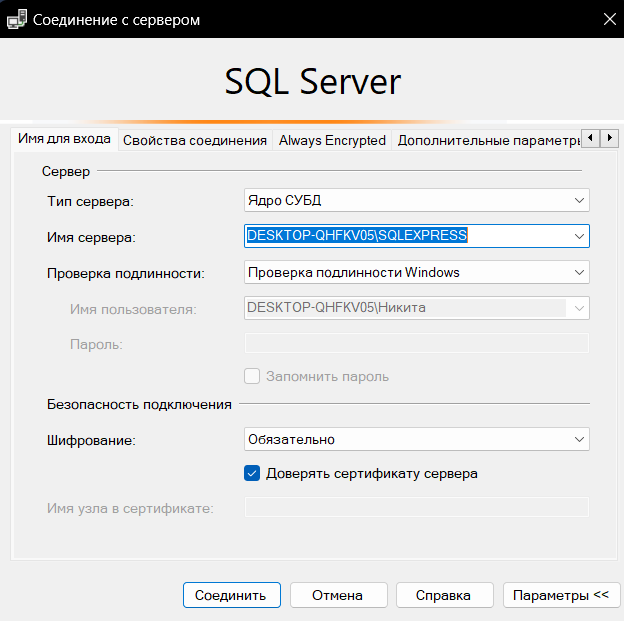 Соединение с сервером
SQL Server
Имя для входа Свойства соединения Always Encrypted Дополнительные параметры
Сервер
Тип сервера: Ядро СУБД
Имя сервера: DESKTOP-QHFKV05\SQLEXPRESS
Проверка подлинности: Проверка подлинности Windows
Имя пользователя: DESKTOP-QHFKV05\Никита
Пароль:
Запомнить пароль
Безопасность подключения
Шифрование: Обязательно
Доверять сертификату сервера
Имя узла в сертификате:
Соединить Отмена Справка Параметры <<